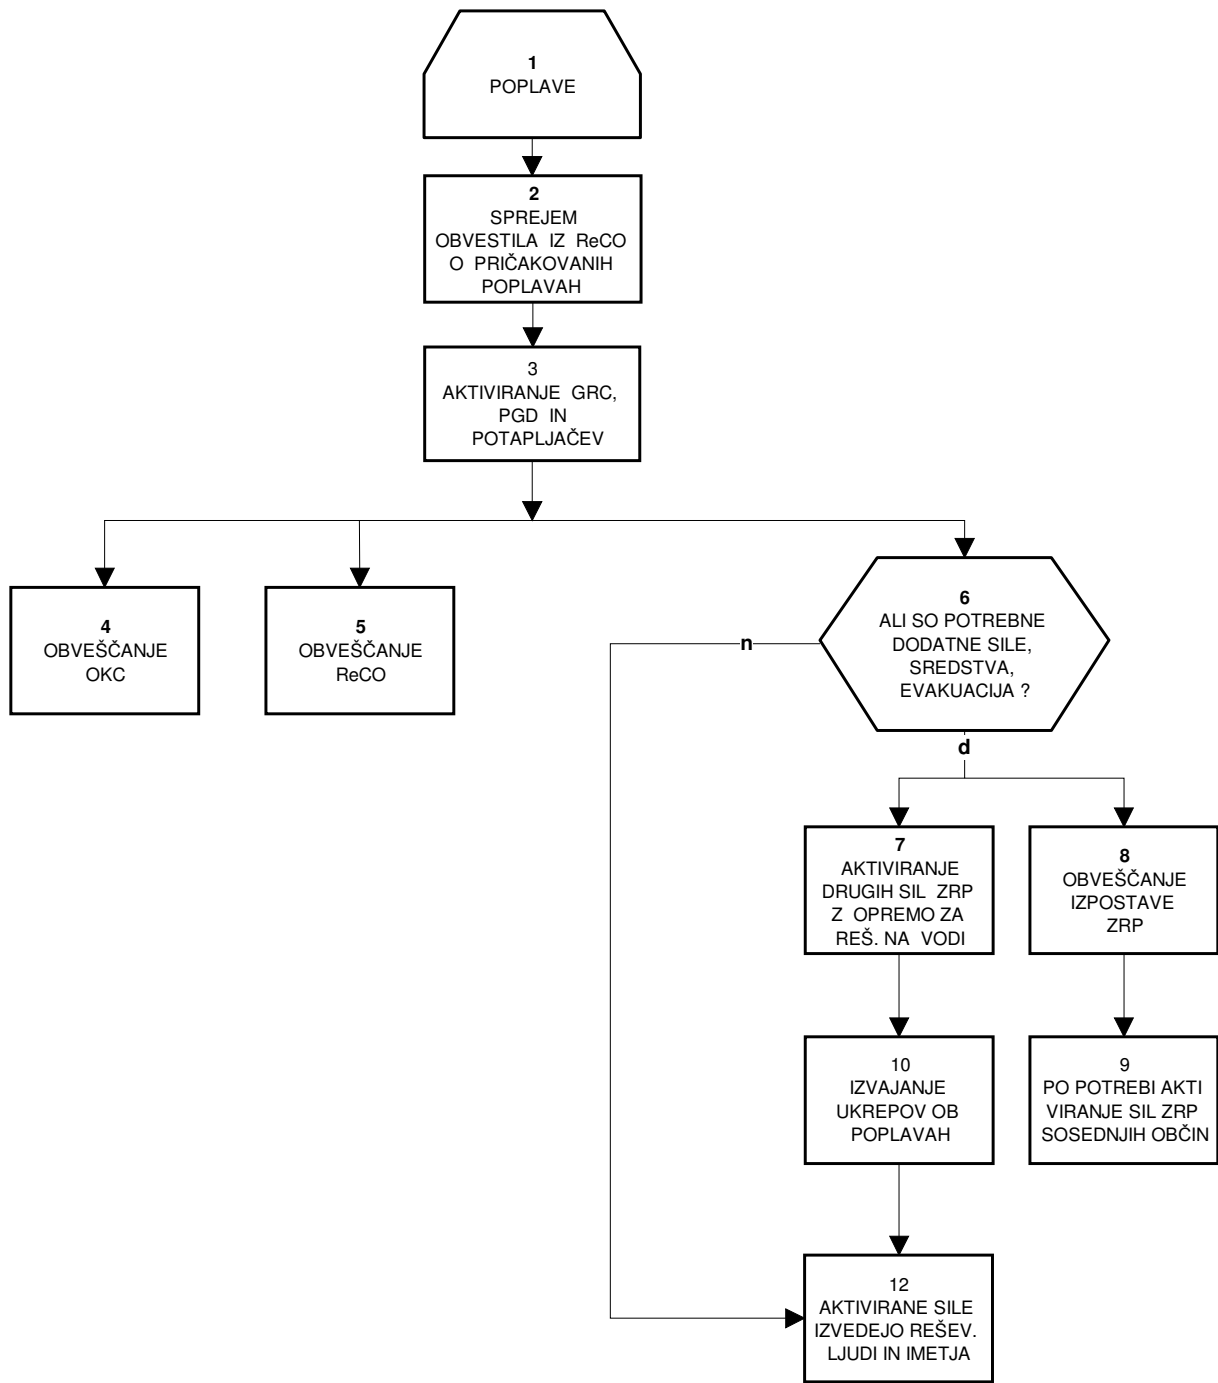 1
POPLAVE
2
SPREJEM
OBVESTILA IZ ReCO
O PRIČAKOVANIH
POPLAVAH
3
AKTIVIRANJE GRC,
PGD IN
POTAPLJAČEV
4
OBVEŠČANJE
OKC
5
OBVEŠČANJE
ReCO
6
ALI SO POTREBNE
DODATNE SILE,
SREDSTVA,
EVAKUACIJA ?
n
d
7
AKTIVIRANJE
DRUGIH SIL ZRP
Z OPREMO ZA
REŠ. NA VODI
8
OBVEŠČANJE
IZPOSTAVE
ZRP
10
IZVAJANJE
UKREPOV OB
POPLAVAH
9
PO POTREBI AKTI
VIRANJE SIL ZRP
SOSEDNJIH OBČIN
12
AKTIVIRANE SILE
IZVEDEJO REŠEV.
LJUDI IN IMETJA